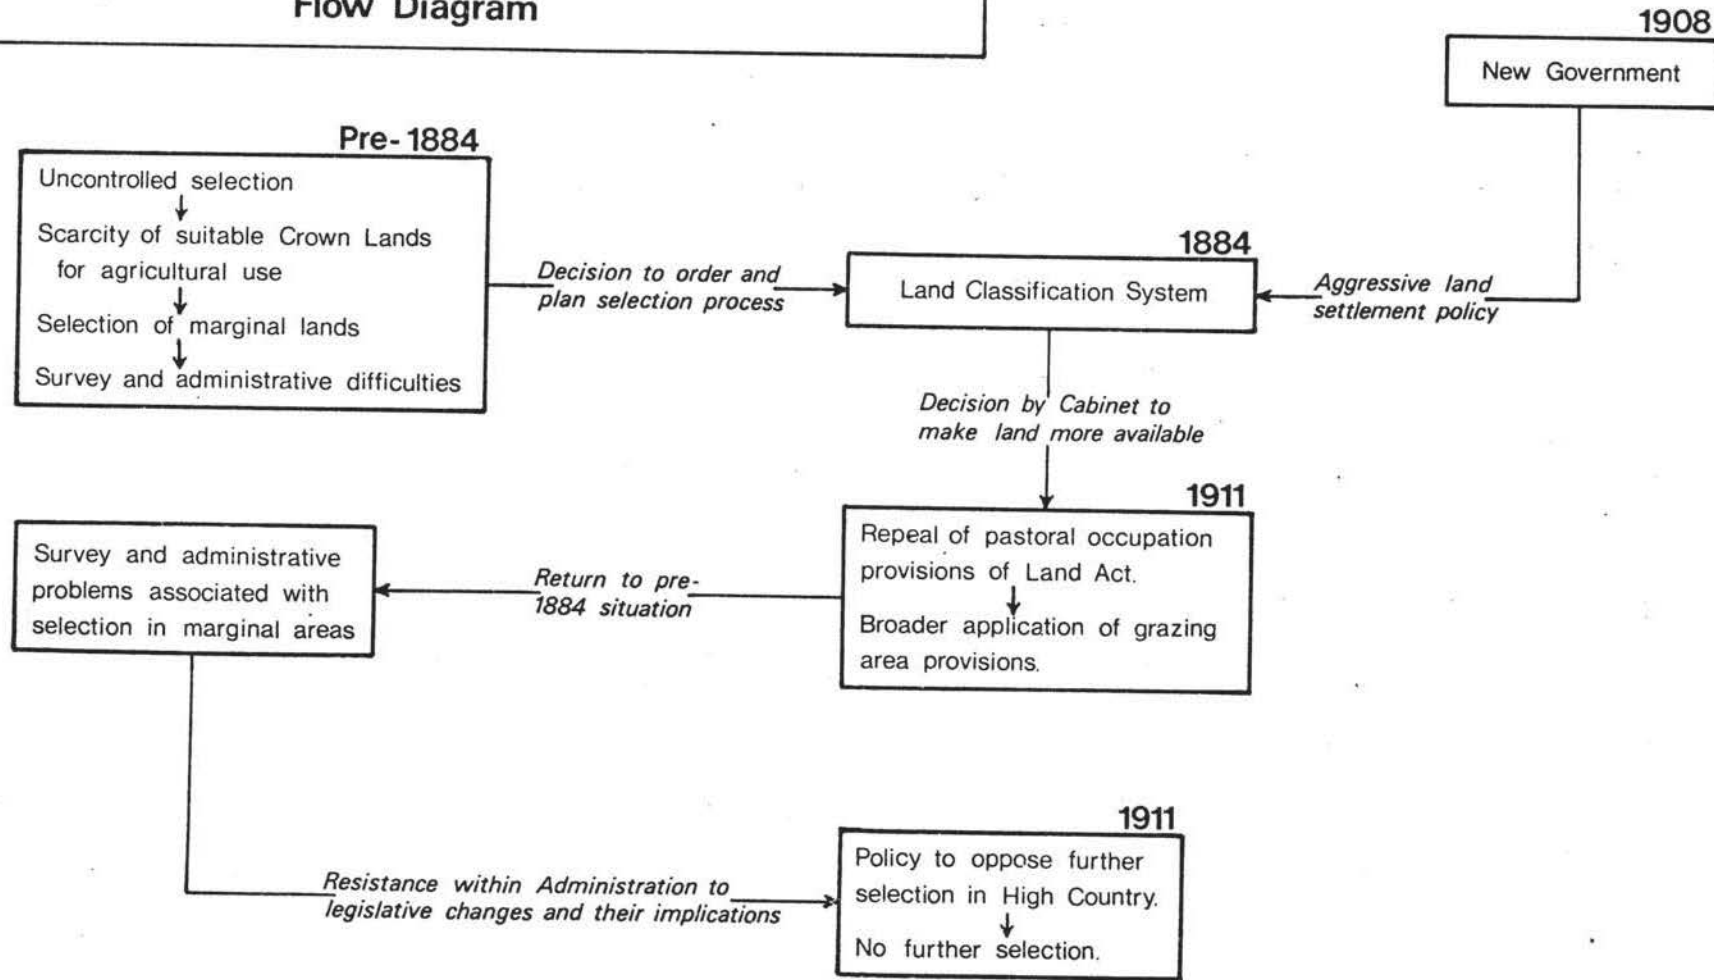 Flow Diagram
1908
New Government
Pre-1884
Uncontrolled selection
Scarcity of suitable Crown Lands
for agricultural use
Selection of marginal lands
Survey and administrative difficulties
Decision to order and
plan selection process
1884
Land Classification System
Aggressive land
settlement policy
Decision by Cabinet to
make land more available
1911
Repeal of pastoral occupation
provisions of Land Act.
Broader application of grazing
area provisions.
Return to pre-
1884 situation
Survey and administrative
problems associated with
selection in marginal areas
Resistance within Administration to
legislative changes and their implications
1911
Policy to oppose further
selection in High Country.
No further selection.